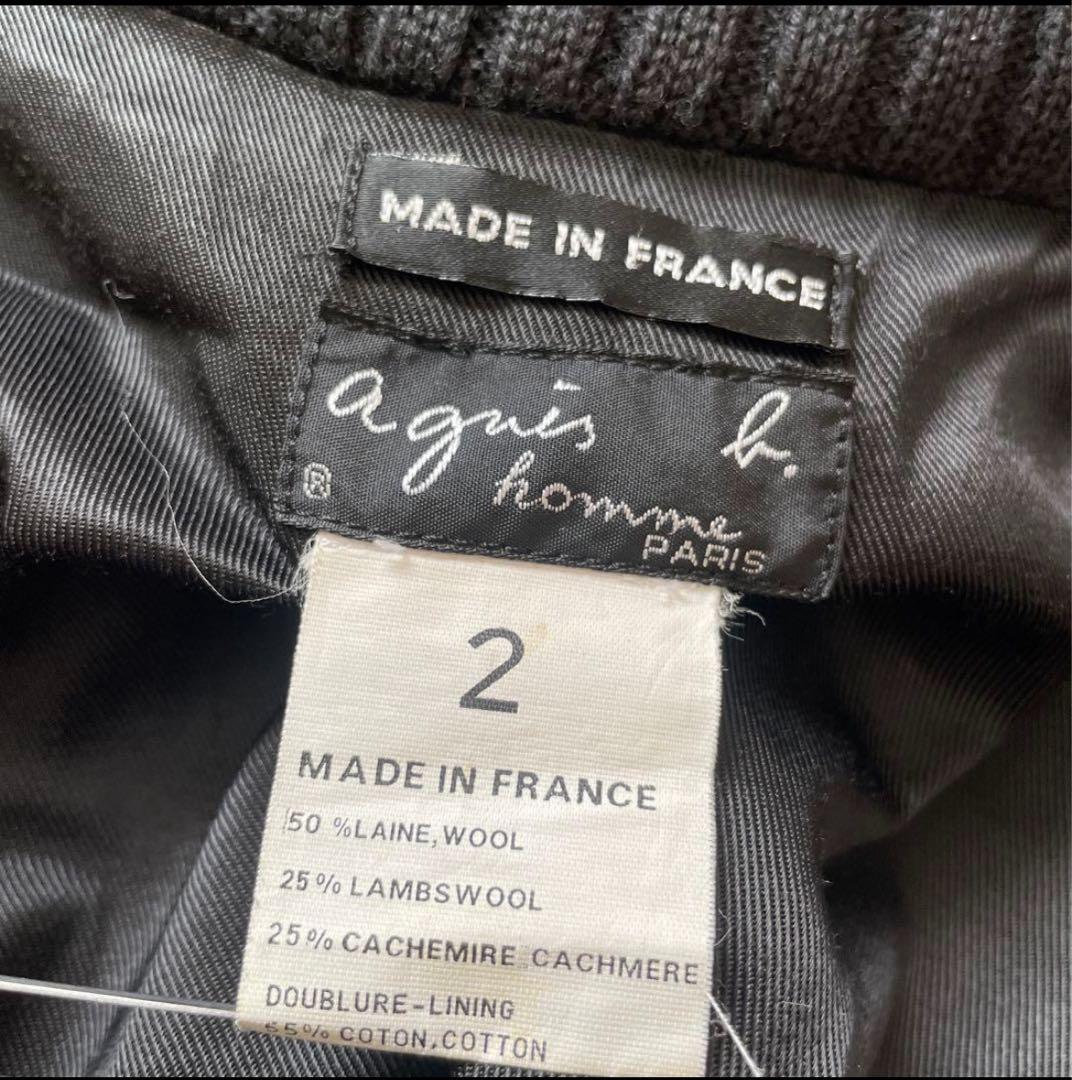 MADE IN FRANCE
agnès b.
® homme
PARIS
2
MADE IN FRANCE
50 %LAINE,WOOL
25% LAMBSWOOL
25% CACHEMIRE CACHMERE
DOUBLURE-LINING
55% COTON,COTTON